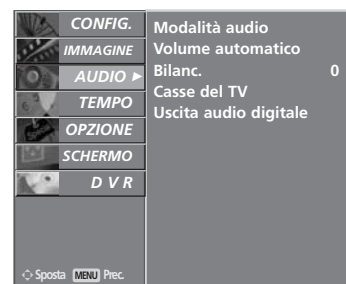 CONFIG.
IMMAGINE
AUDIO
TEMPO
OPZIONE
SCHERMO
D V R
Modalità audio
Volume automatico
Bilanc. 0
Casse del TV
Uscita audio digitale
Sposta MENU Prec.